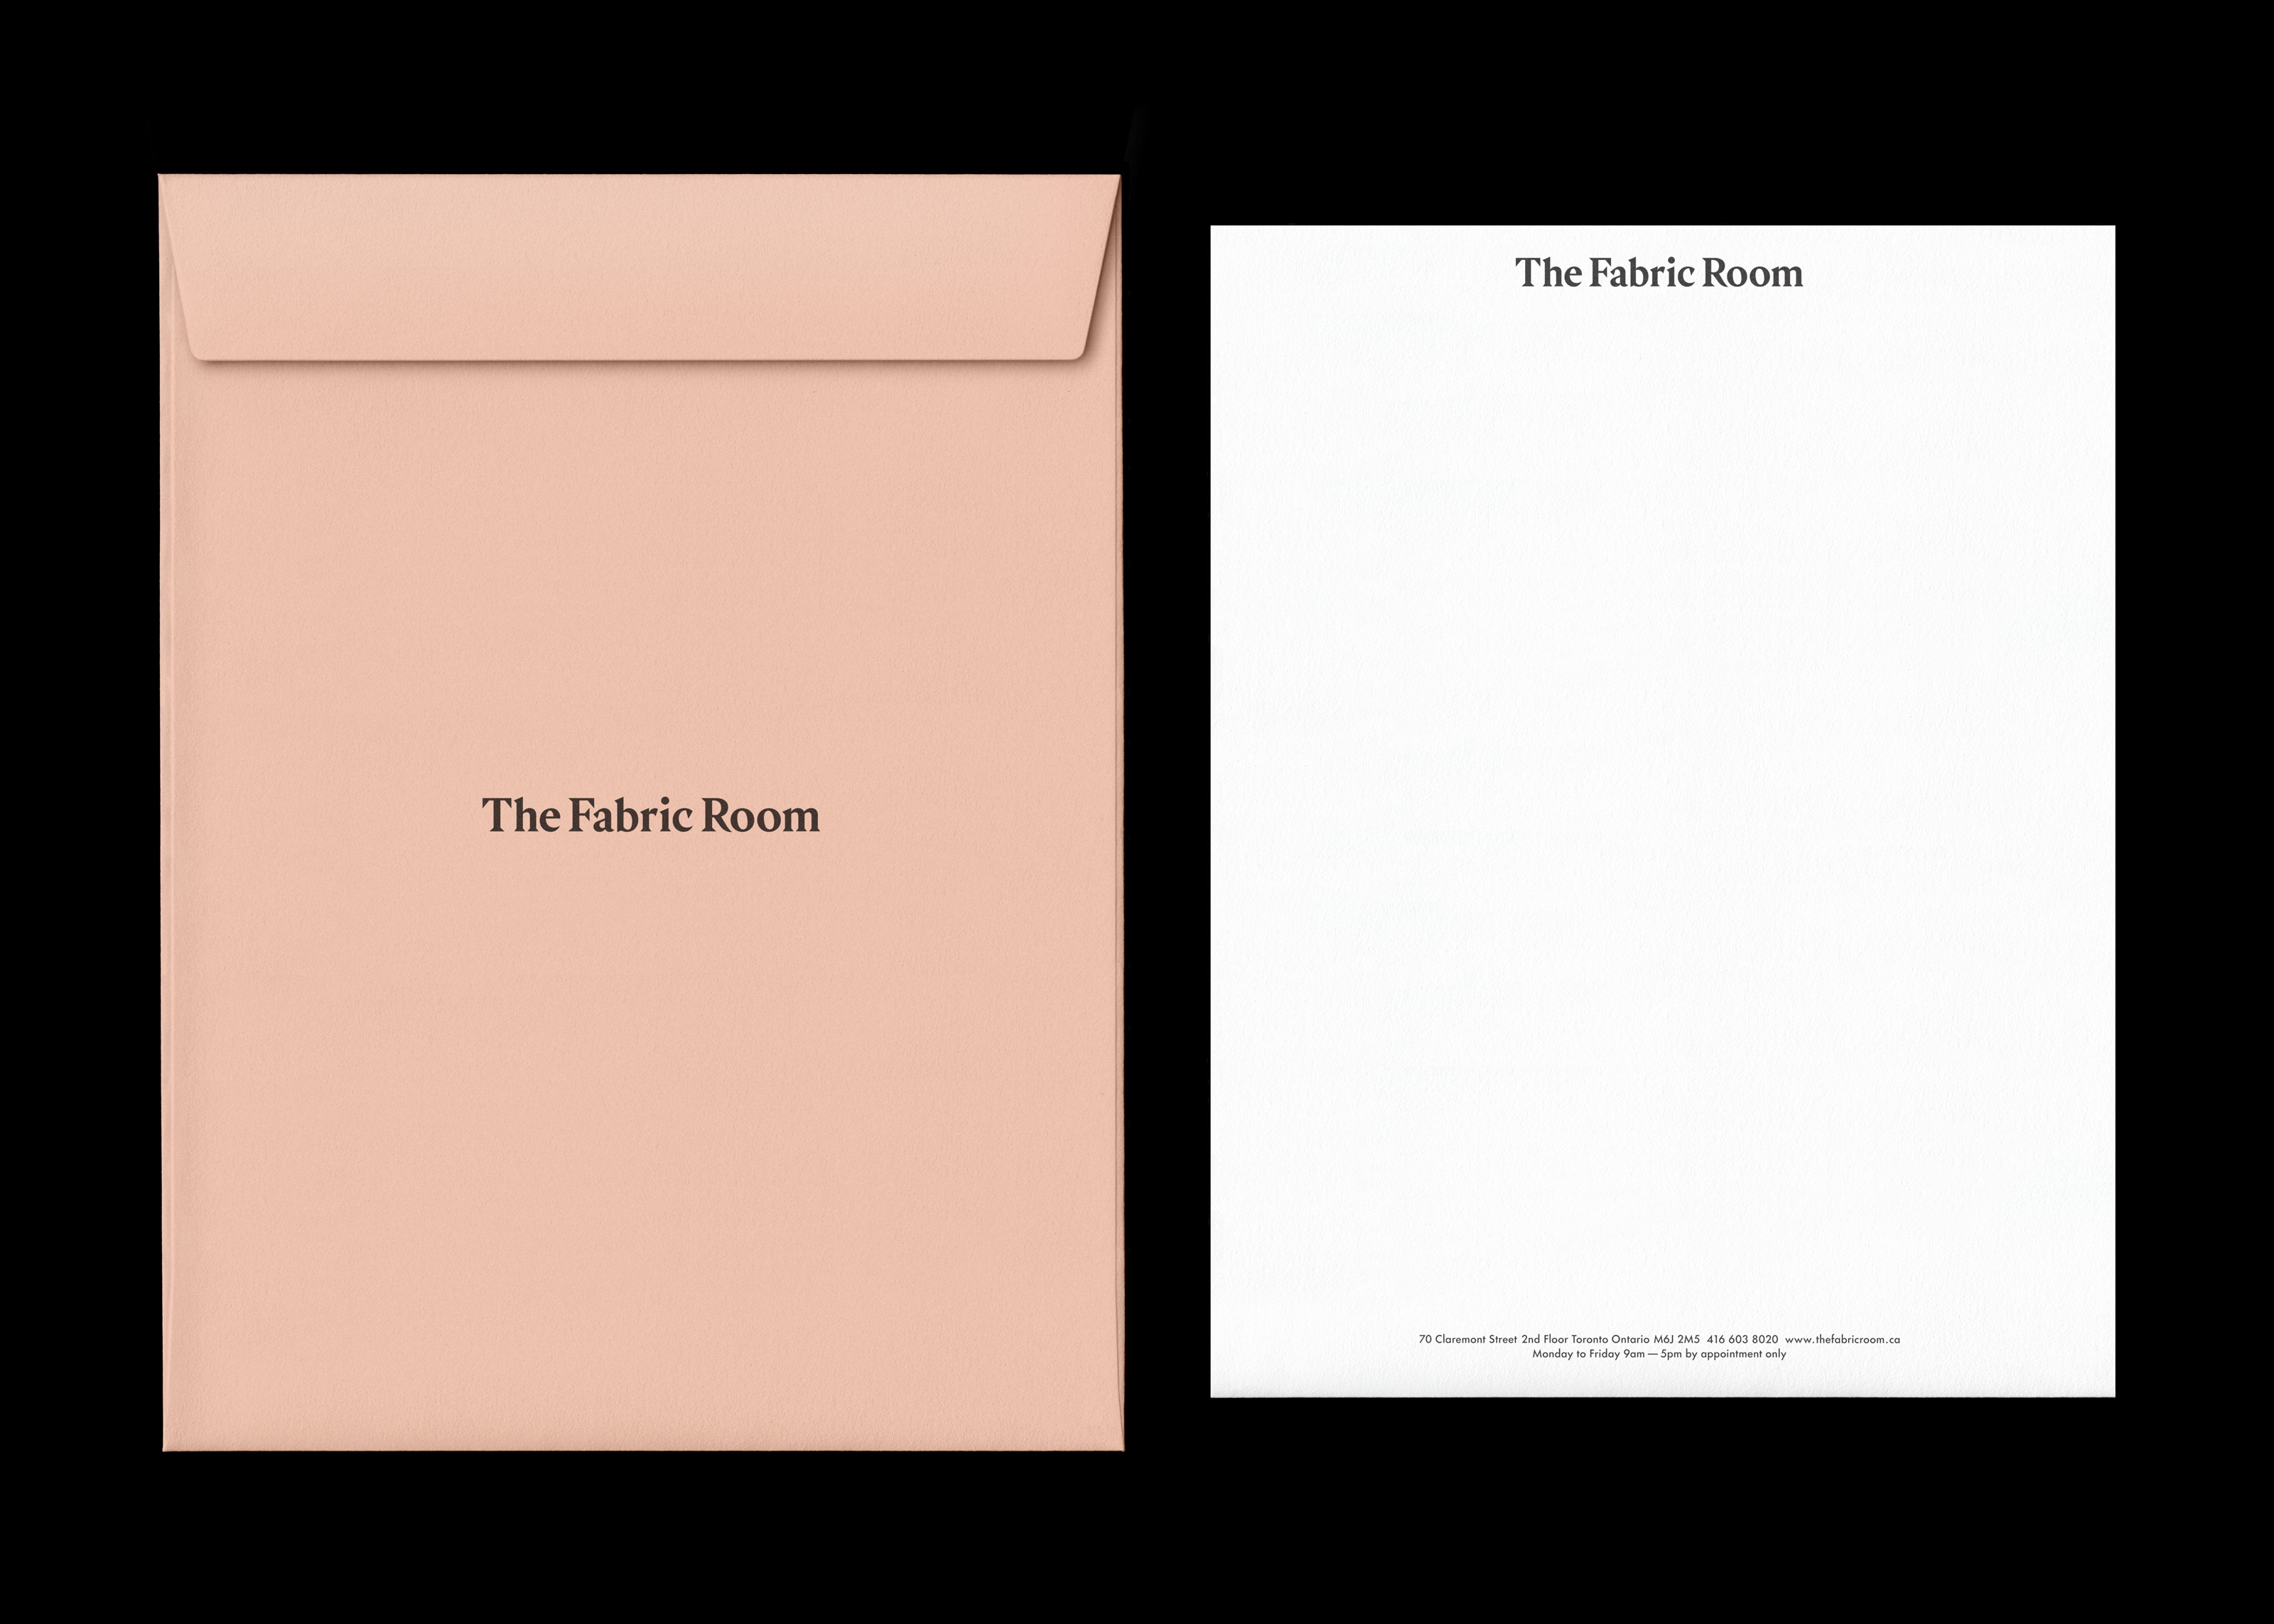 The Fabric Room
The Fabric Room
70 Claremont Street 2nd Floor Toronto Ontario M6J 2M5 416 603 8020 www.thefabricroom.ca
Monday to Friday 9am — 5pm by appointment only